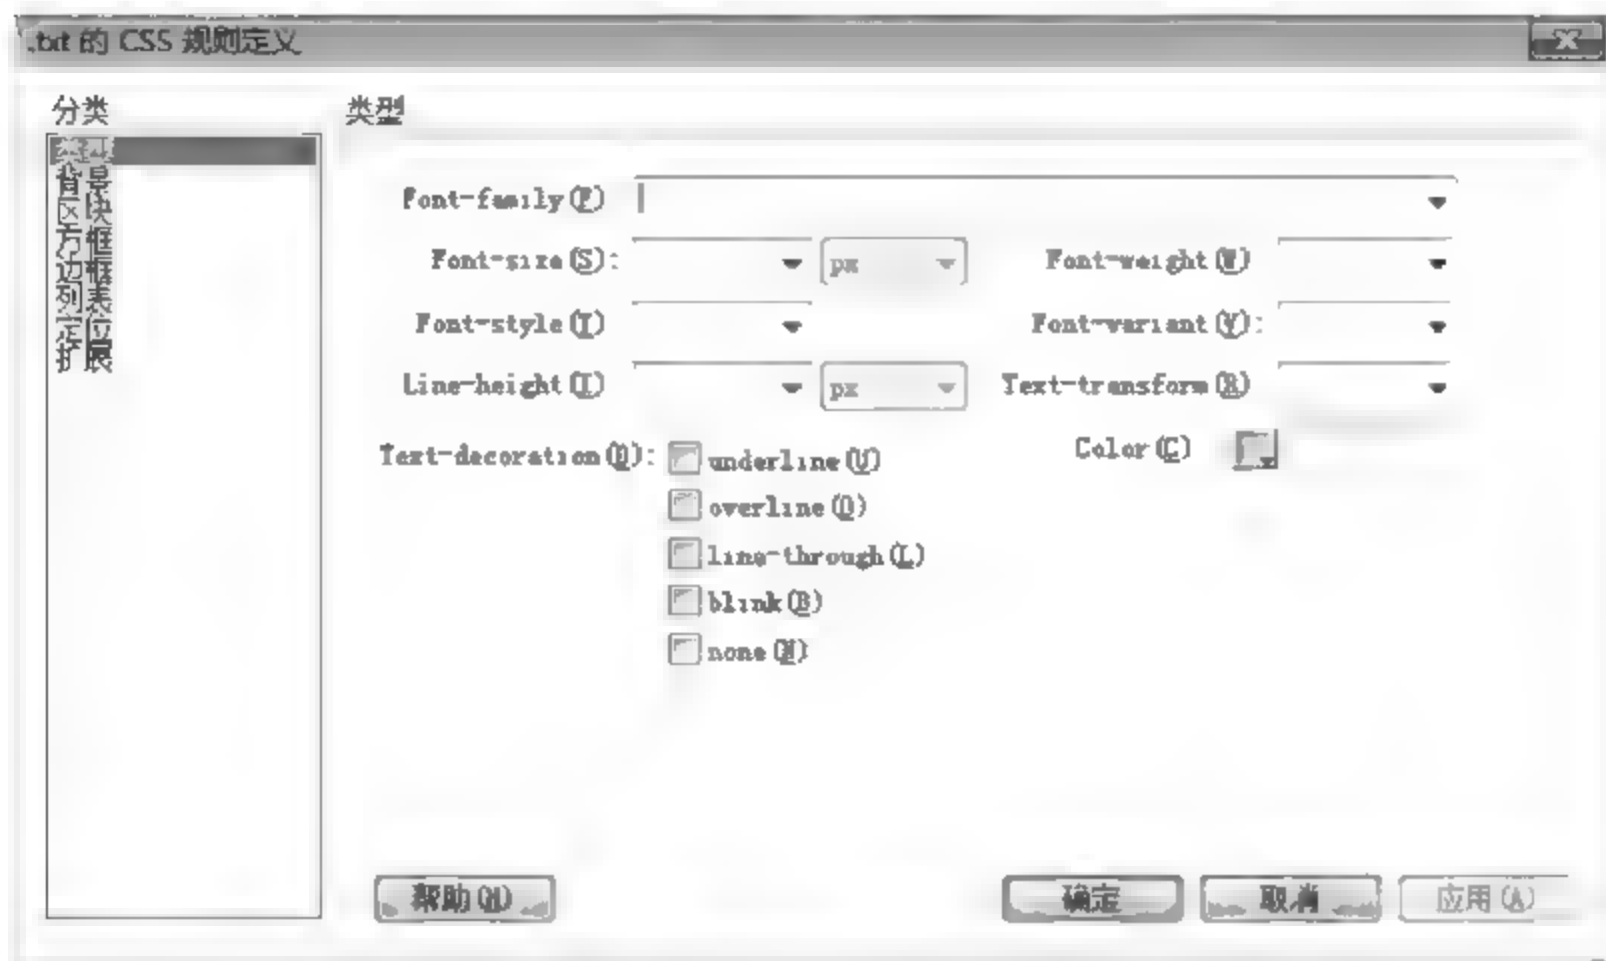 .txt 的 CSS 规则定义
分类
类型
类型
背景
区块
方框
边框
列表
定位
扩展
Font-family(F)
Font-size(S):
px
Font-weight(W)
Font-style(T)
Font-variant(V):
Line-height(I)
px
Text-transform(R)
Text-decoration(D):
underline(U)
Color(C)
overline(O)
line-through(L)
blink(B)
none(N)
帮助(H)
确定
取消
应用(A)